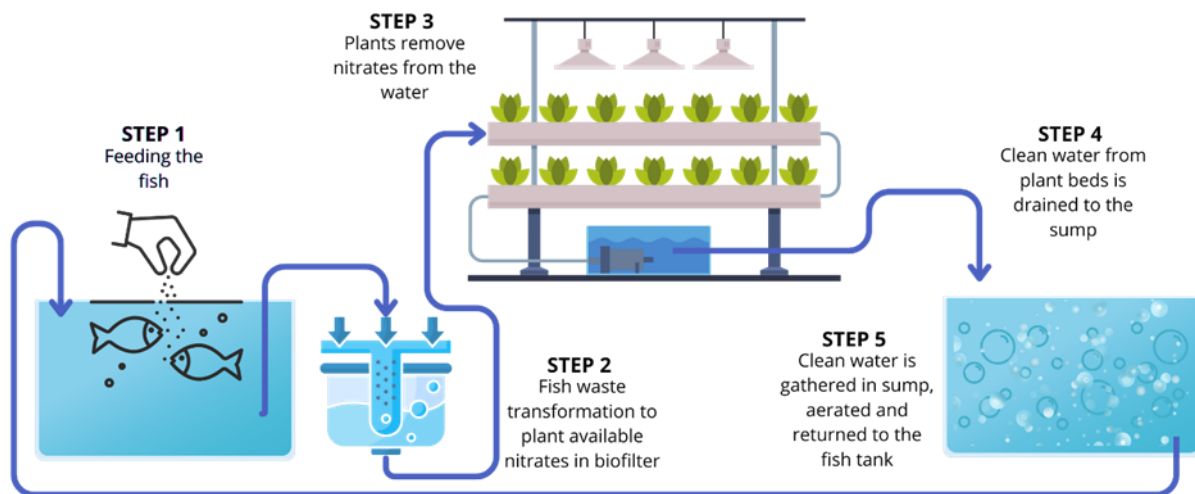 STEP 1
Feeding the
fish
STEP 2
Fish waste
transformation to
plant available
nitrates in biofilter
STEP 3
Plants remove
nitrates from the
water
STEP 4
Clean water from
plant beds is
drained to the
sump
STEP 5
Clean water is
gathered in sump,
aerated and
returned to the
fish tank